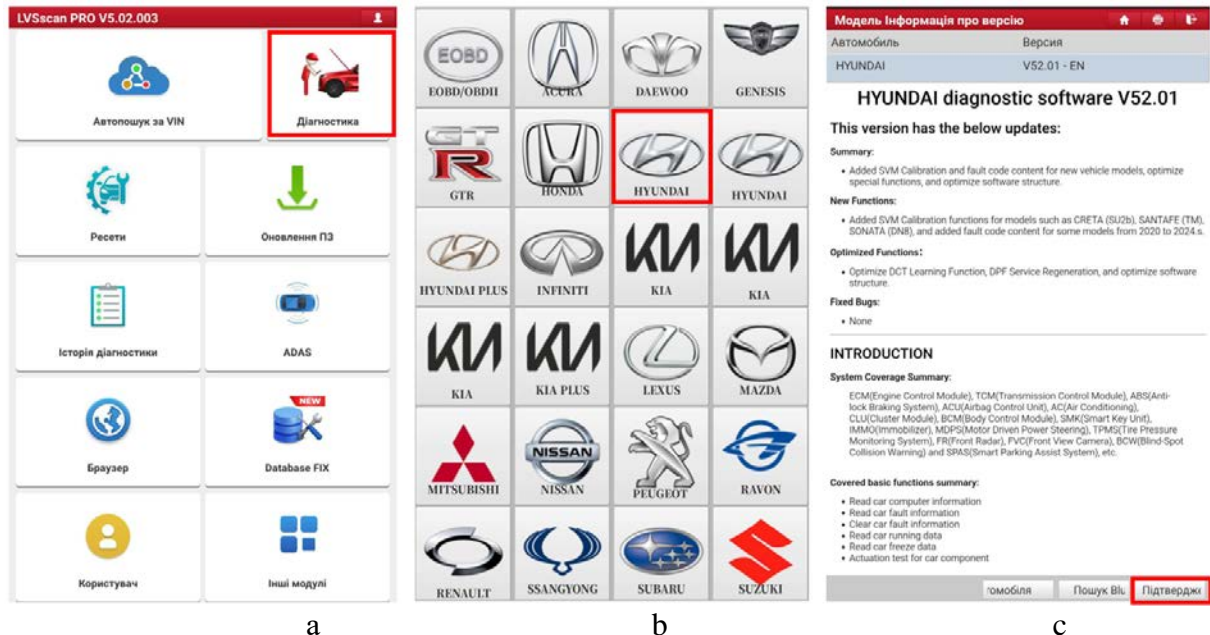 LVSscan PRO V5.02.003
Автопошук за VIN
Діагностика
Ресети
Оновлення ПЗ
Історія діагностики
ADAS
Браузер
NEW
Database FIX
Користувач
Інші модулі
a
EOBD
EOBD/OBDII
ACURA
DAEWOO
GENESIS
GT
R
GTR
HONDA
HYUNDAI
HYUNDAI
HYUNDAI PLUS
INFINITI
KIA
KIA
KIA
KIA PLUS
LEXUS
MAZDA
MITSUBISHI
NISSAN
NISSAN
PEUGEOT
RAVON
RENAULT
SSANGYONG
SUBARU
SUZUKI
b
Модель Інформація про версію
Автомобиль Версия
HYUNDAI V52.01 - EN
HYUNDAI diagnostic software V52.01
This version has the below updates:
Summary:
• Added SVM Calibration and fault code content for new vehicle models, optimize
special functions, and optimize software structure.
New Functions:
• Added SVM Calibration functions for models such as CRETA (SU2b), SANTAFE (TM),
SONATA (DN8), and added fault code content for some models from 2020 to 2024.s.
Optimized Functions:
• Optimize DCT Learning Function, DPF Service Regeneration, and optimize software
structure.
Fixed Bugs:
• None
INTRODUCTION
System Coverage Summary:
ECM(Engine Control Module), TCM(Transmission Control Module), ABS(Anti-
lock Braking System), ACU(Airbag Control Unit), AC(Air Conditioning),
CLU(Cluster Module), BCM(Body Control Module), SMK(Smart Key Unit),
IMMO(Immobilizer), MDPS(Motor Driven Power Steering), TPMS(Tire Pressure
Monitoring System), FR(Front Radar), FVC(Front View Camera), BCW(Blind-Spot
Collision Warning) and SPAS(Smart Parking Assist System), etc.
Covered basic functions summary:
• Read car computer information
• Read car fault information
• Clear car fault information
• Read car running data
• Read car freeze data
• Actuation test for car component
томобіля Пошук Blu Підтвердже
c